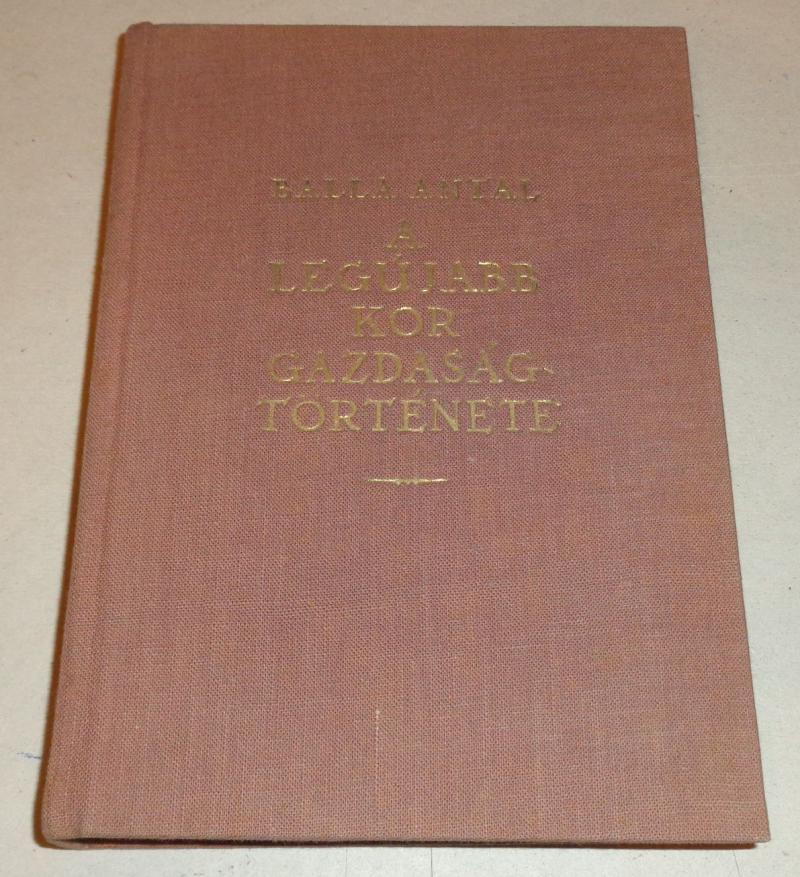 BALLA ANTAL
A
LEGÚJABB
KOR
GAZDASÁG-
TÖRTÉNETE